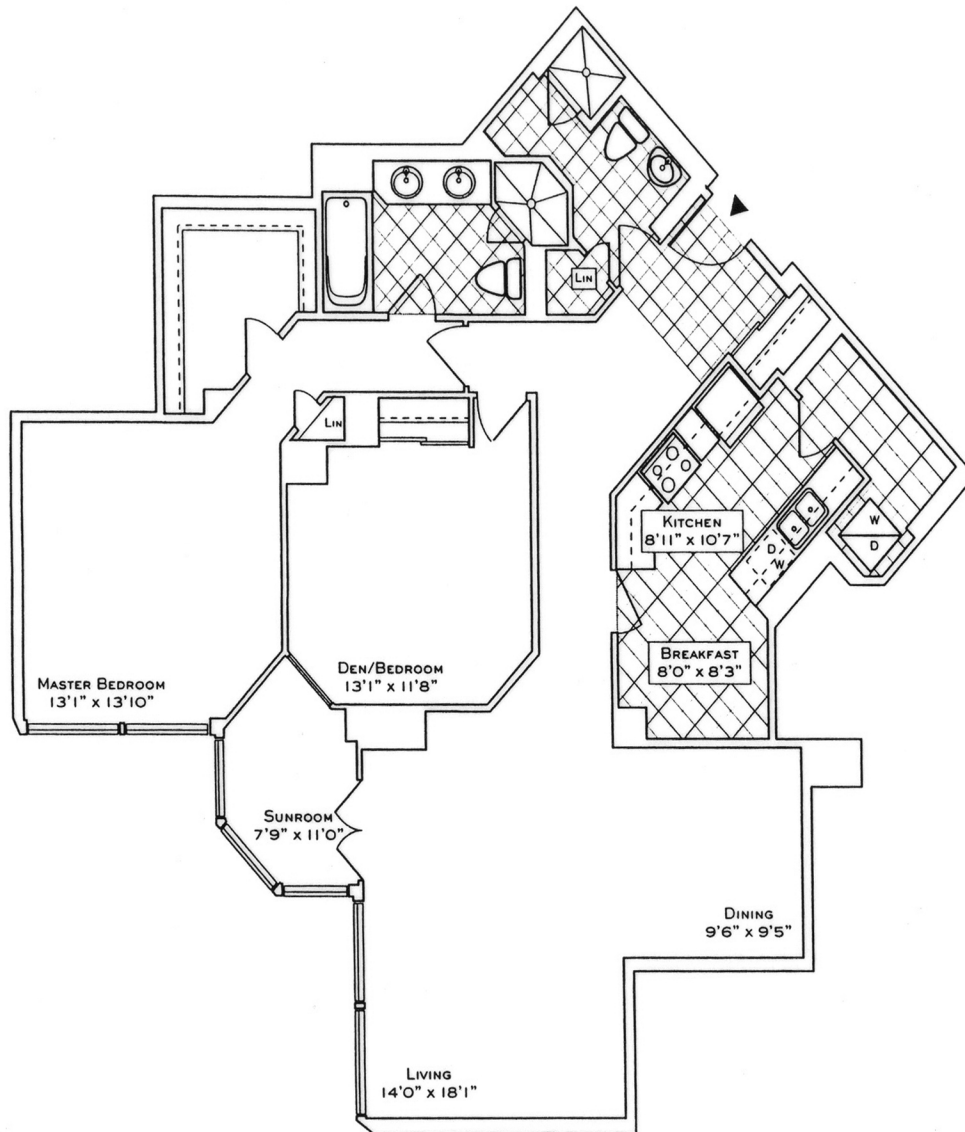 LIN
LIN
KITCHEN
8'11" x 10'7"
W
D
D
W
BREAKFAST
8'0" x 8'3"
MASTER BEDROOM
13'1" x 13'10"
DEN/BEDROOM
13'1" x 11'8"
SUNROOM
7'9" x 11'0"
DINING
9'6" x 9'5"
LIVING
14'0" x 18'1"